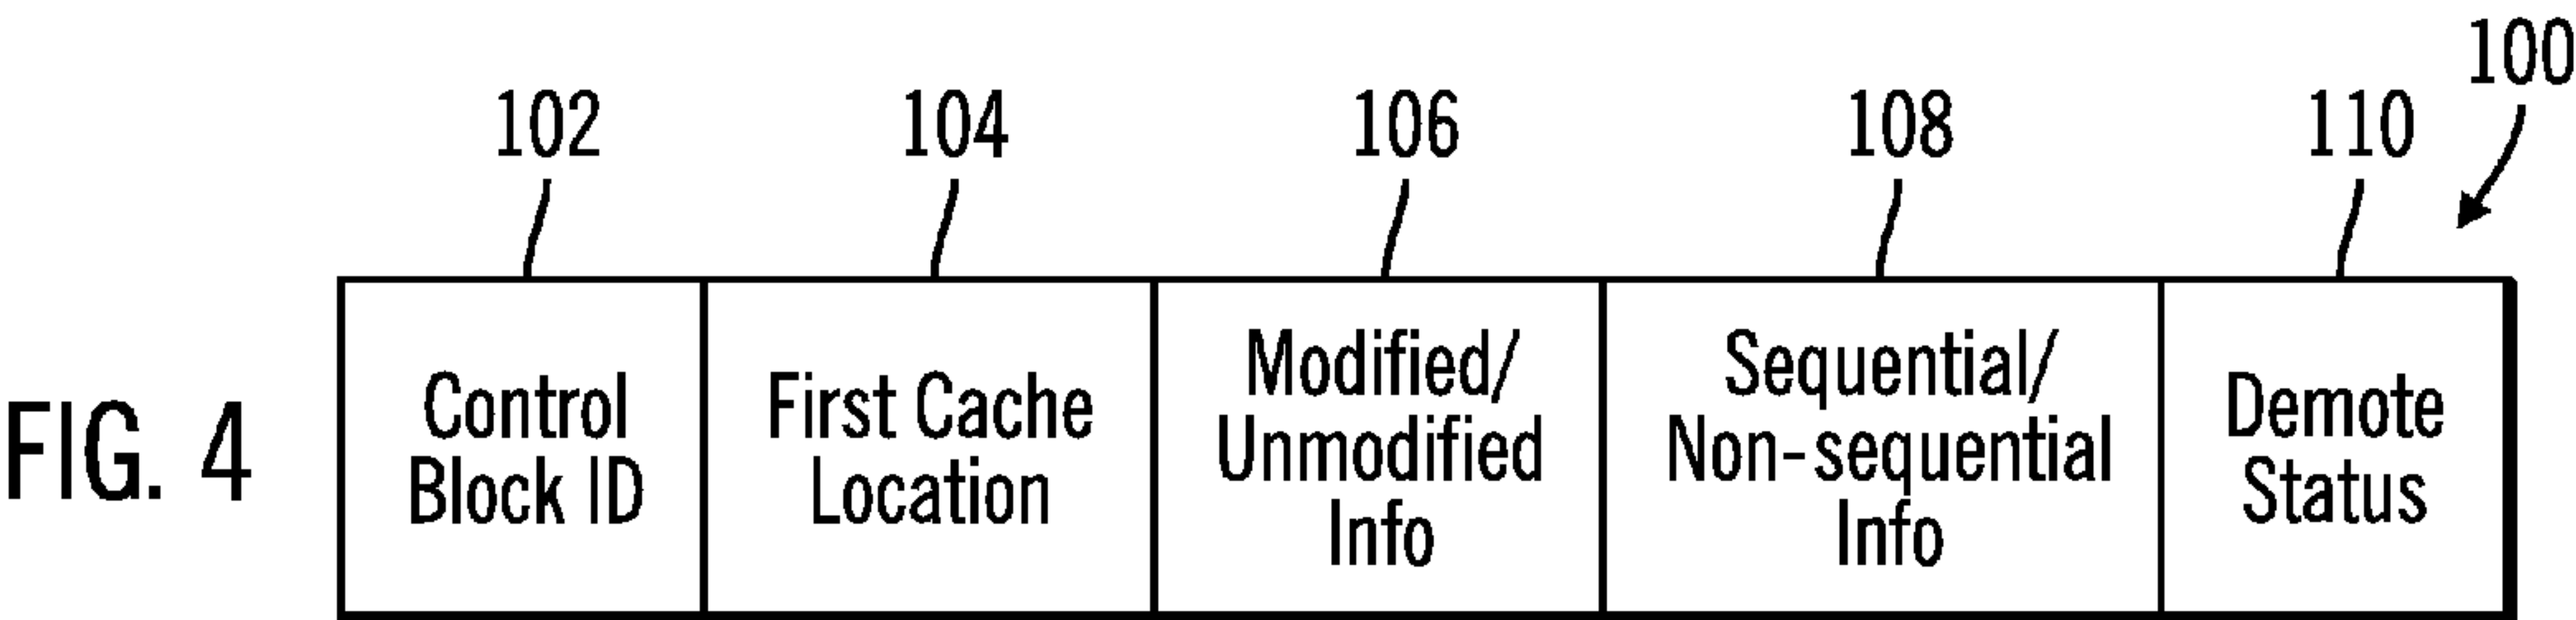 100
102 104 106 108 110
FIG. 4
Control
Block ID
First Cache
Location
Modified/
Unmodified
Info
Sequential/
Non-sequential
Info
Demote
Status